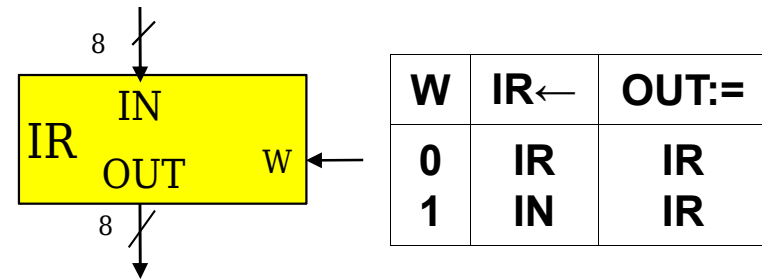 8
IN
IR
OUT
W
8
W IR← OUT:=
0 IR IR
1 IN IR